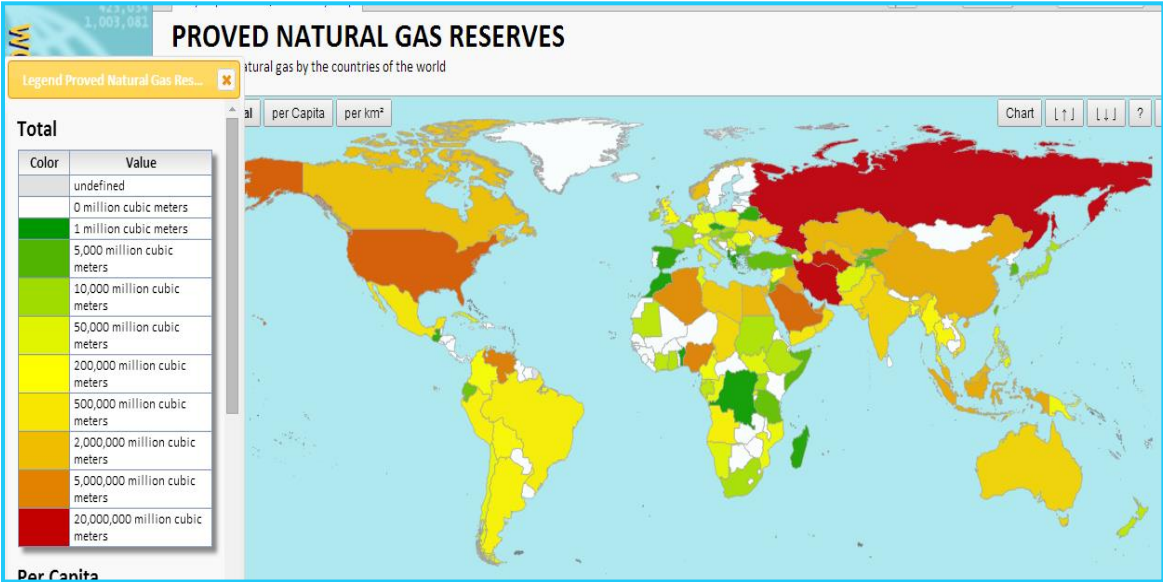 1,003,081
PROVED NATURAL GAS RESERVES
natural gas by the countries of the world
Legend Proved Natural Gas Res...
per Capita
per km²
Chart
?
Total
Color Value
undefined
0 million cubic meters
1 million cubic meters
5,000 million cubic
meters
10,000 million cubic
meters
50,000 million cubic
meters
200,000 million cubic
meters
500,000 million cubic
meters
2,000,000 million cubic
meters
5,000,000 million cubic
meters
20,000,000 million cubic
meters
Per Capita